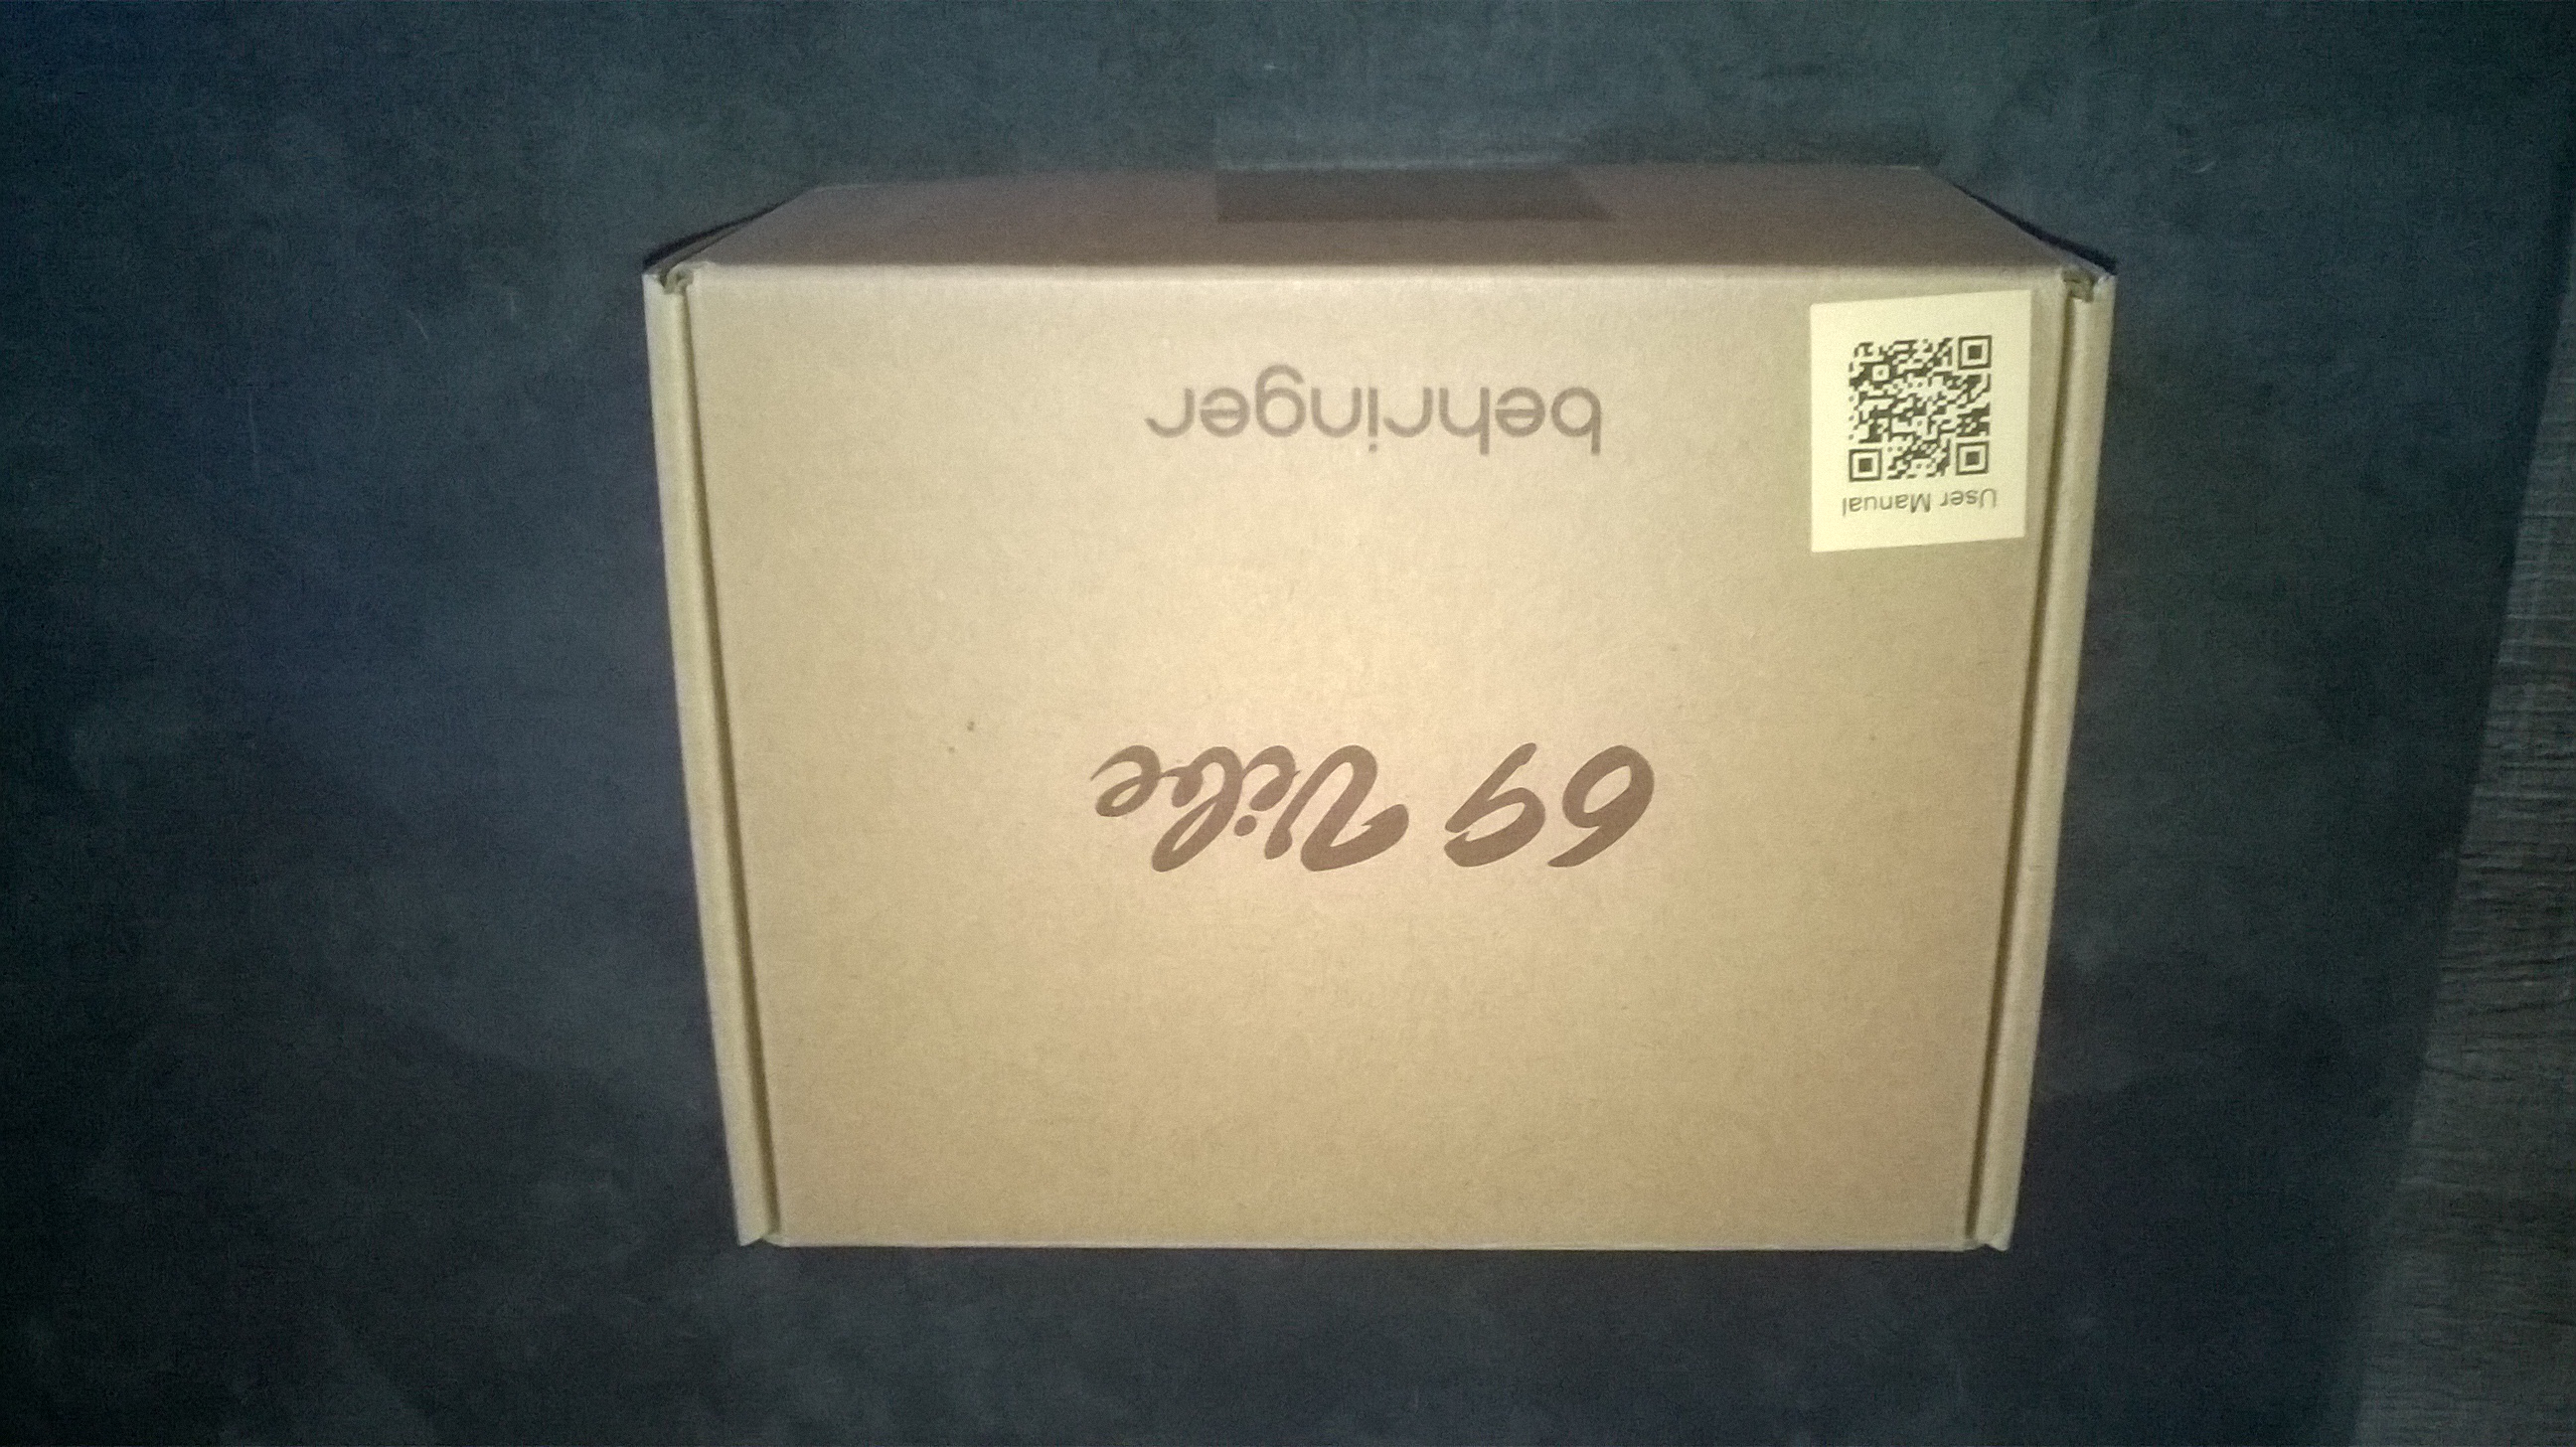 69 Vibe
behringer
User Manual